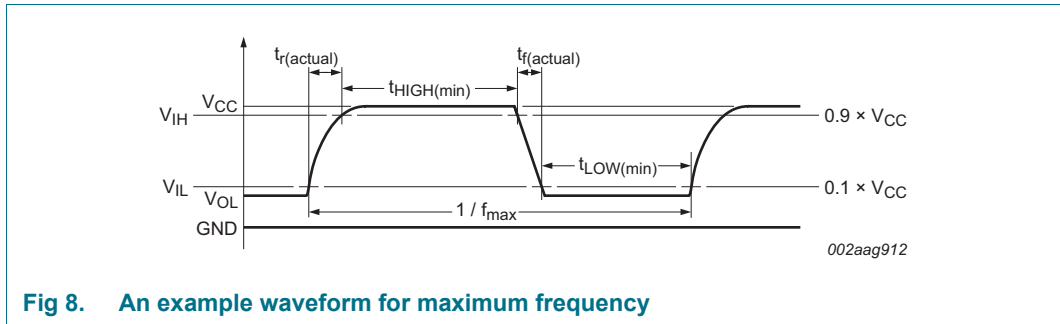 tr(actual)
tf(actual)
tHIGH(min)
VCC
VIH
0.9 × VCC
tLOW(min)
VIL
0.1 × VCC
VOL
1 / fmax
GND
002aag912
Fig 8. An example waveform for maximum frequency